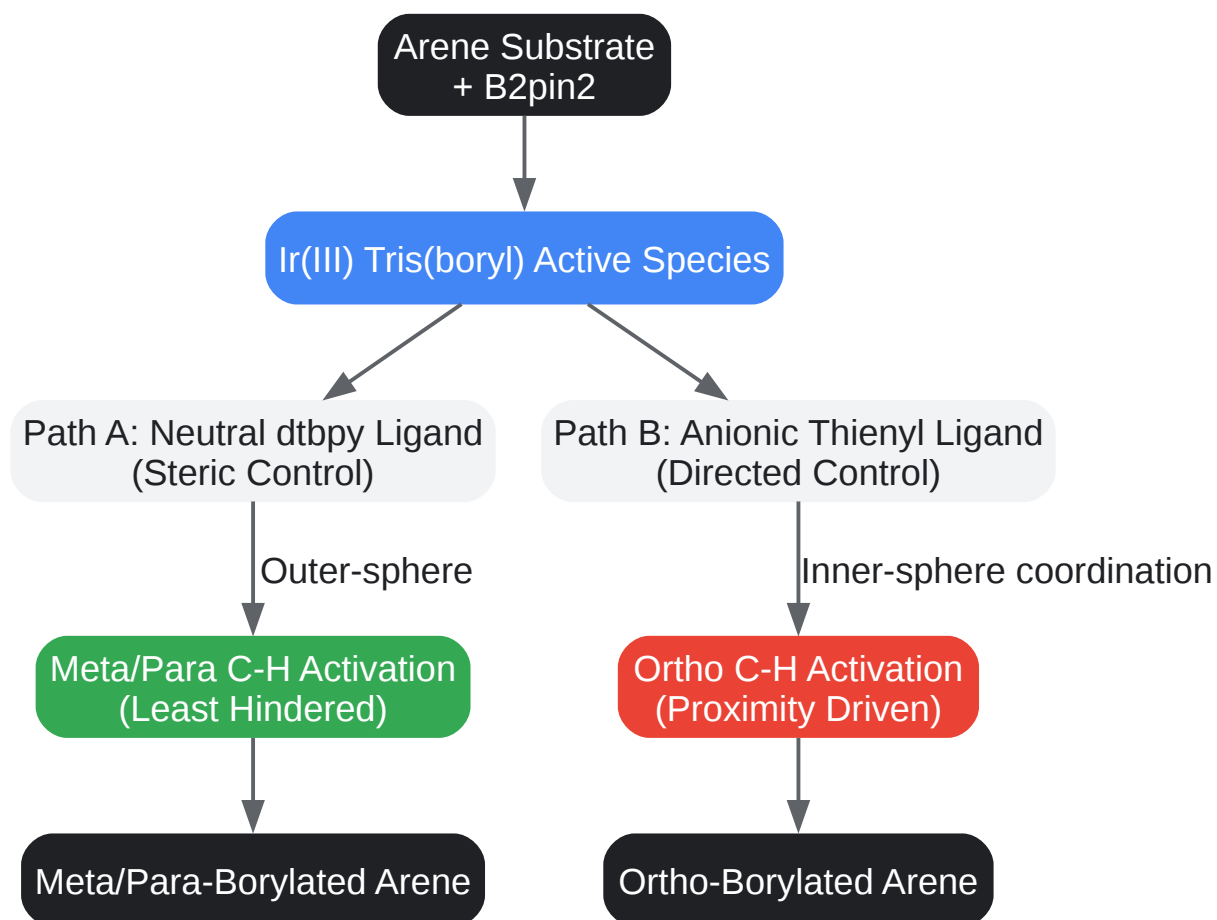 Arene Substrate
+ B2pin2
Ir(III) Tris(boryl) Active Species
Path A: Neutral dtbpy Ligand
(Steric Control)
Path B: Anionic Thienyl Ligand
(Directed Control)
Outer-sphere
Inner-sphere coordination
Meta/Para C-H Activation
(Least Hindered)
Ortho C-H Activation
(Proximity Driven)
Meta/Para-Borylated Arene
Ortho-Borylated Arene